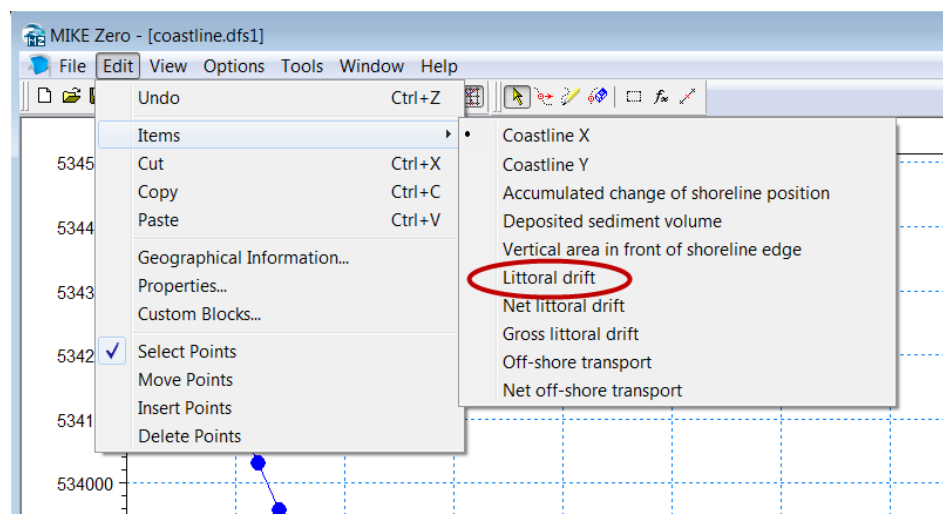 MIKE Zero - [coastline.dfs1]
File Edit View Options Tools Window Help
Undo Ctrl+Z
Items
Cut Ctrl+X
Copy Ctrl+C
Paste Ctrl+V
Geographical Information...
Properties...
Custom Blocks...
Select Points
Move Points
Insert Points
Delete Points
Coastline X
Coastline Y
Accumulated change of shoreline position
Deposited sediment volume
Vertical area in front of shoreline edge
Littoral drift
Net littoral drift
Gross littoral drift
Off-shore transport
Net off-shore transport
5345
5344
5343
5342
5341
534000